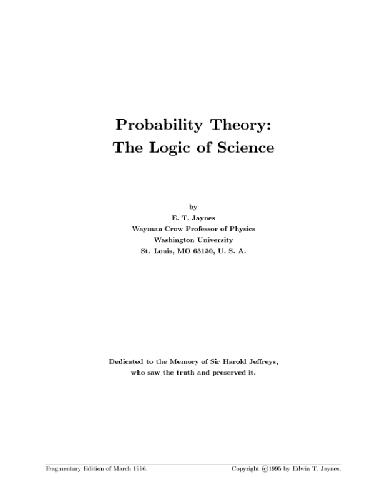 Probability Theory:
The Logic of Science
by
E. T. Jaynes
Wayman Crow Professor of Physics
Washington University
St. Louis, MO 63130, U. S. A.
Dedicated to the Memory of Sir Harold Jeffreys,
who saw the truth and preserved it.
Fragmentary Edition of March 1996.
Copyright ©1995 by Edwin T. Jaynes.